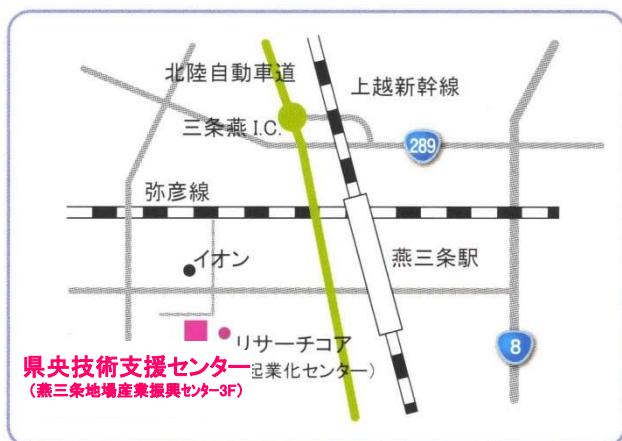 北陸自動車道
上越新幹線
三条燕I.C.
289
弥彦線
イオン
燕三条駅
リサーチコア
起業化センター）
8
県央技術支援センター
（燕三条地場産業振興センター3F）